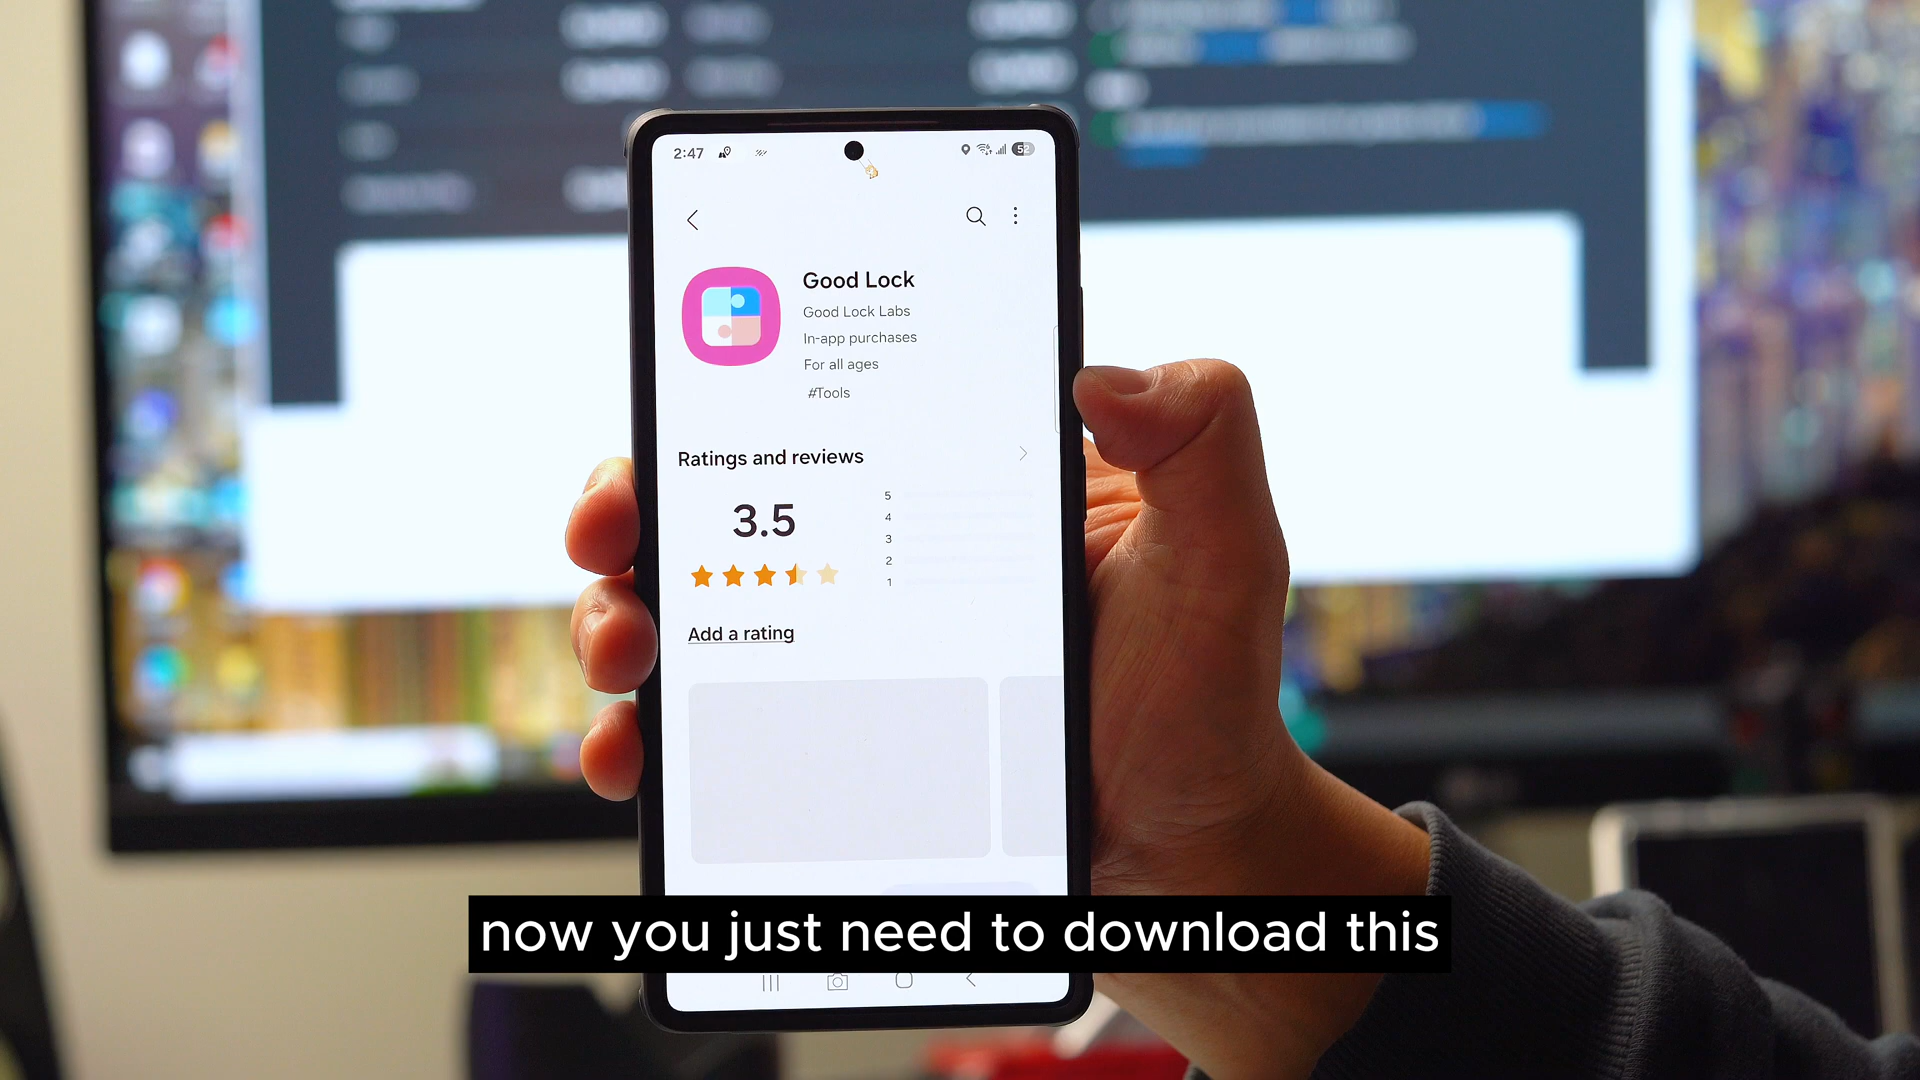 2:47
52
Good Lock
Good Lock Labs
In-app purchases
For all ages
#Tools
Ratings and reviews
3.5
5
4
3
2
1
Add a rating
now you just need to download this